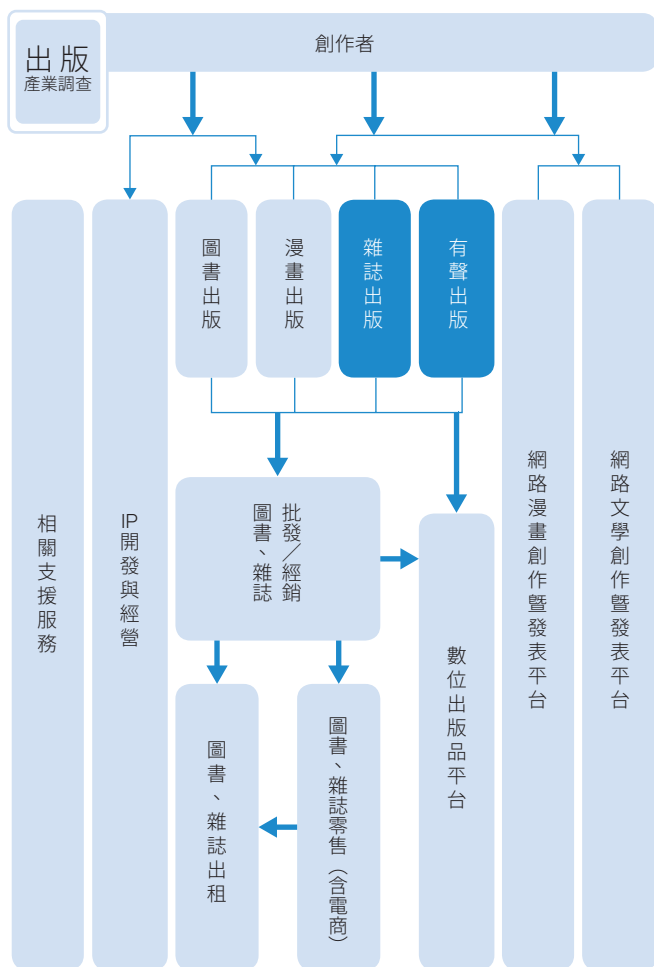 出版
產業調查
創作者
相關支援服務
IP開發與經營
圖書出版
漫畫出版
雜誌出版
有聲出版
網路漫畫創作暨發表平台
網路文學創作暨發表平台
批發／經銷
圖書、雜誌
數位出版品平台
圖書、雜誌出租
圖書、雜誌零售（含電商）